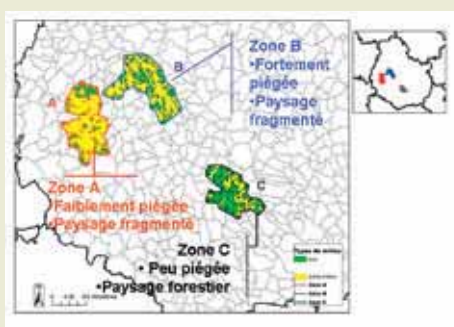 Zone B
•Fortement
piégée
•Paysage
fragmenté
B
A
Zone A
•Faiblement piégée
•Paysage fragmenté
C
Zone C
• Peu piégée
•Paysage forestier